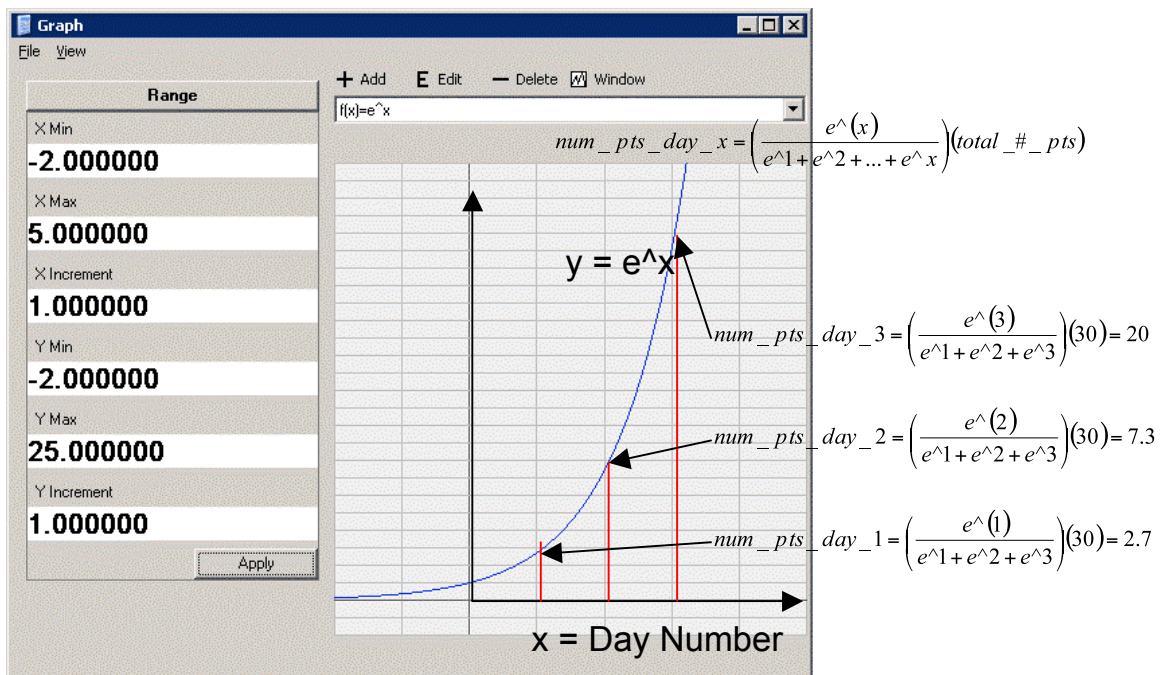 Graph
File View
Range
X Min
-2.000000
X Max
5.000000
X Increment
1.000000
Y Min
-2.000000
Y Max
25.000000
Y Increment
1.000000
Apply
+ Add E Edit − Delete Window
f(x)=e^x
num_pts_day_x = (e^(x) / e^1+e^2+...+e^x)(total_#_pts)
y = e^x
num_pts_day_3 = (e^(3) / e^1+e^2+e^3)(30) = 20
num_pts_day_2 = (e^(2) / e^1+e^2+e^3)(30) = 7.3
num_pts_day_1 = (e^(1) / e^1+e^2+e^3)(30) = 2.7
x = Day Number